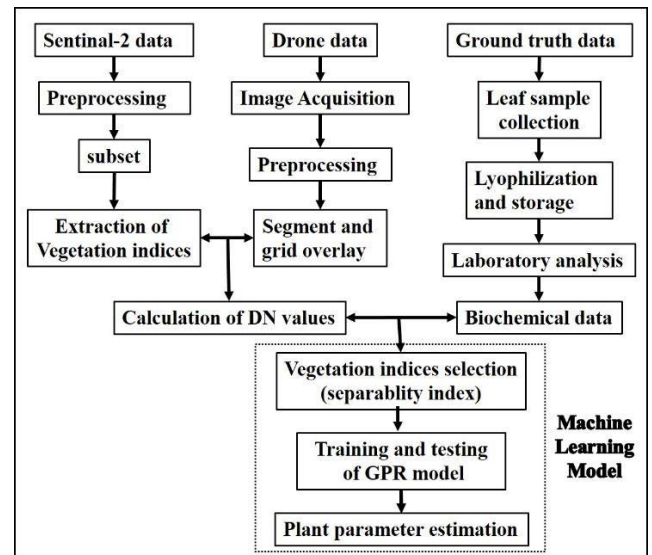 Sentinal-2 data
Drone data
Ground truth data
Preprocessing
Image Acquisition
Leaf sample
collection
subset
Preprocessing
Lyophilization
and storage
Extraction of
Vegetation indices
Segment and
grid overlay
Laboratory analysis
Calculation of DN values
Biochemical data
Vegetation indices selection
(separablity index)
Training and testing
of GPR model
Plant parameter estimation
Machine
Learning
Model